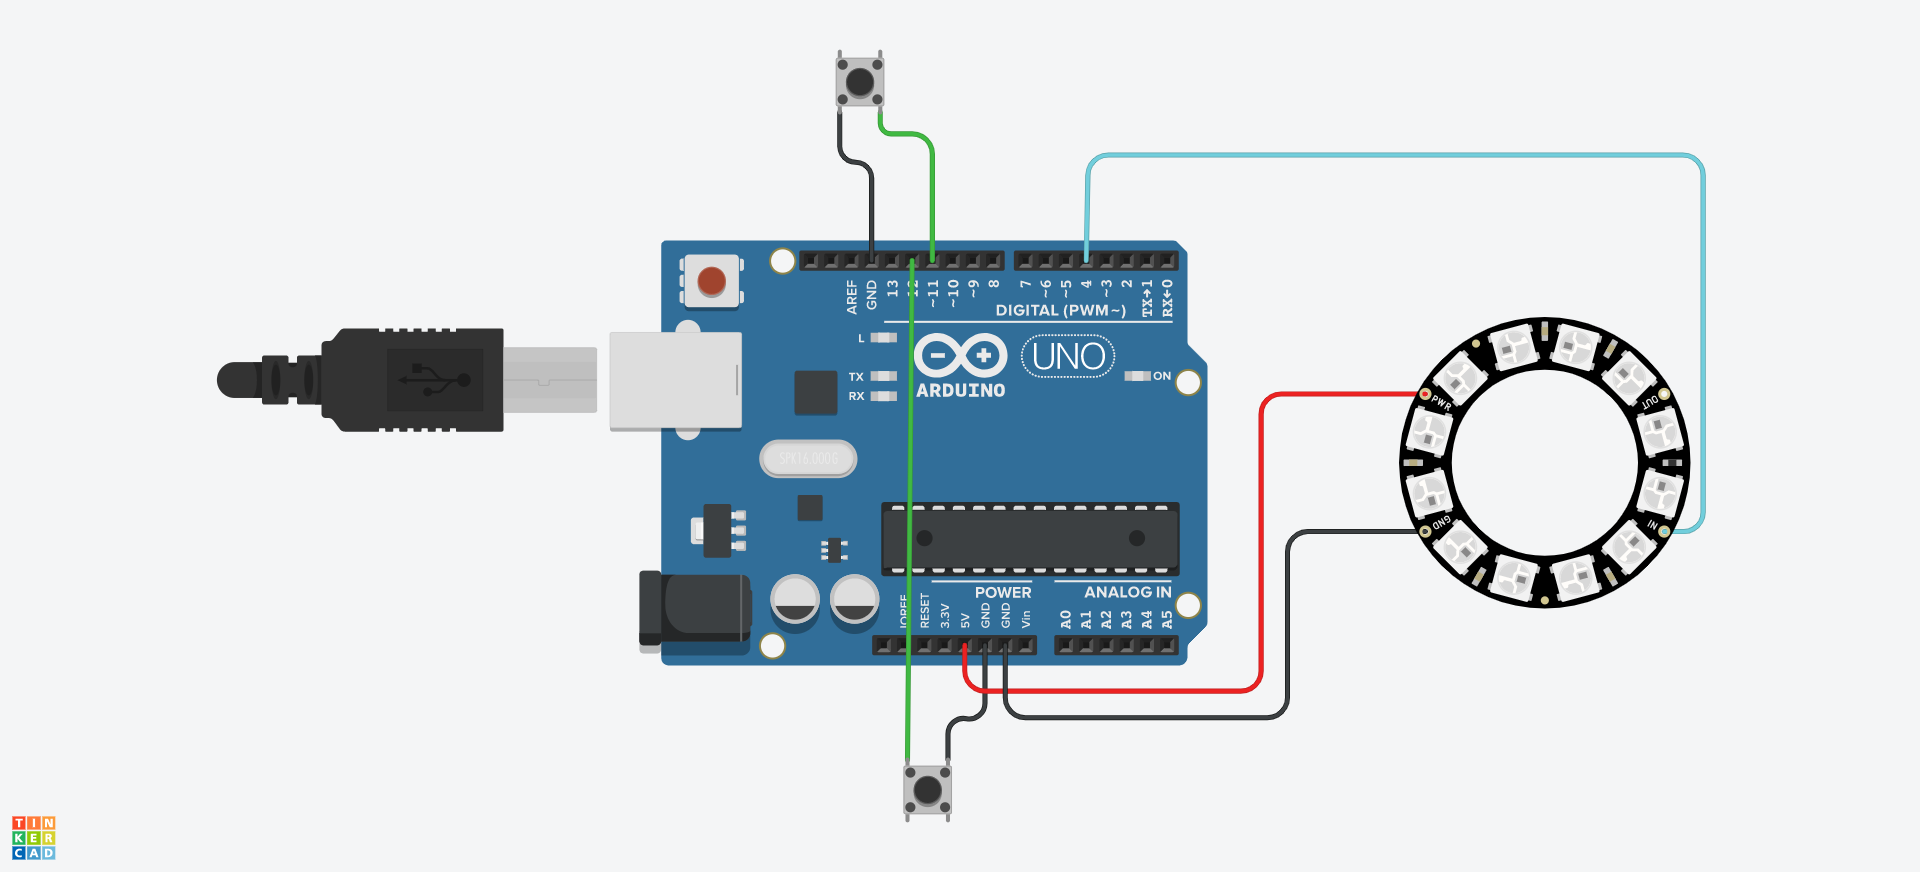 AREF
GND
13
12
~11
~10
~9
8
7
~6
~5
4
~3
2
TX→1
RX←0
DIGITAL (PWM~)
L
TX
RX
ARDUINO
UNO
ON
SPK16.000G
PWR
OUT
GND
IN
POWER
ANALOG IN
IOREF
RESET
3.3V
5V
GND
GND
Vin
A0
A1
A2
A3
A4
A5
TIN
KER
CAD